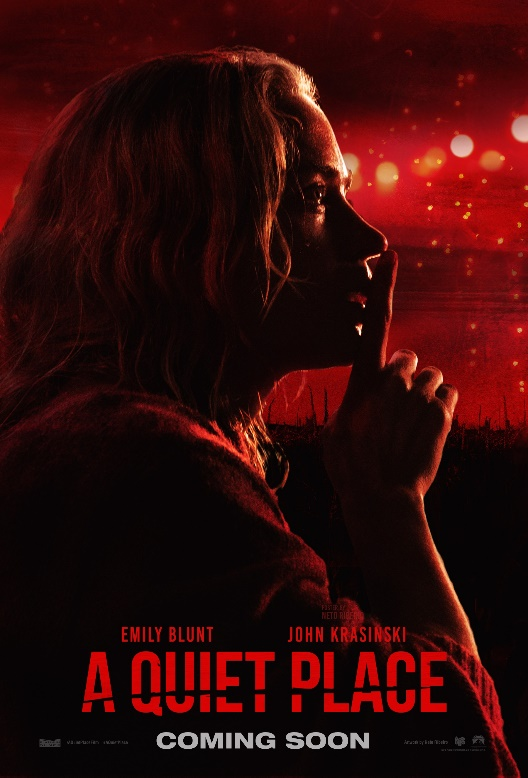 EMILY BLUNT JOHN KRASINSKI
A QUIET PLACE
COMING SOON